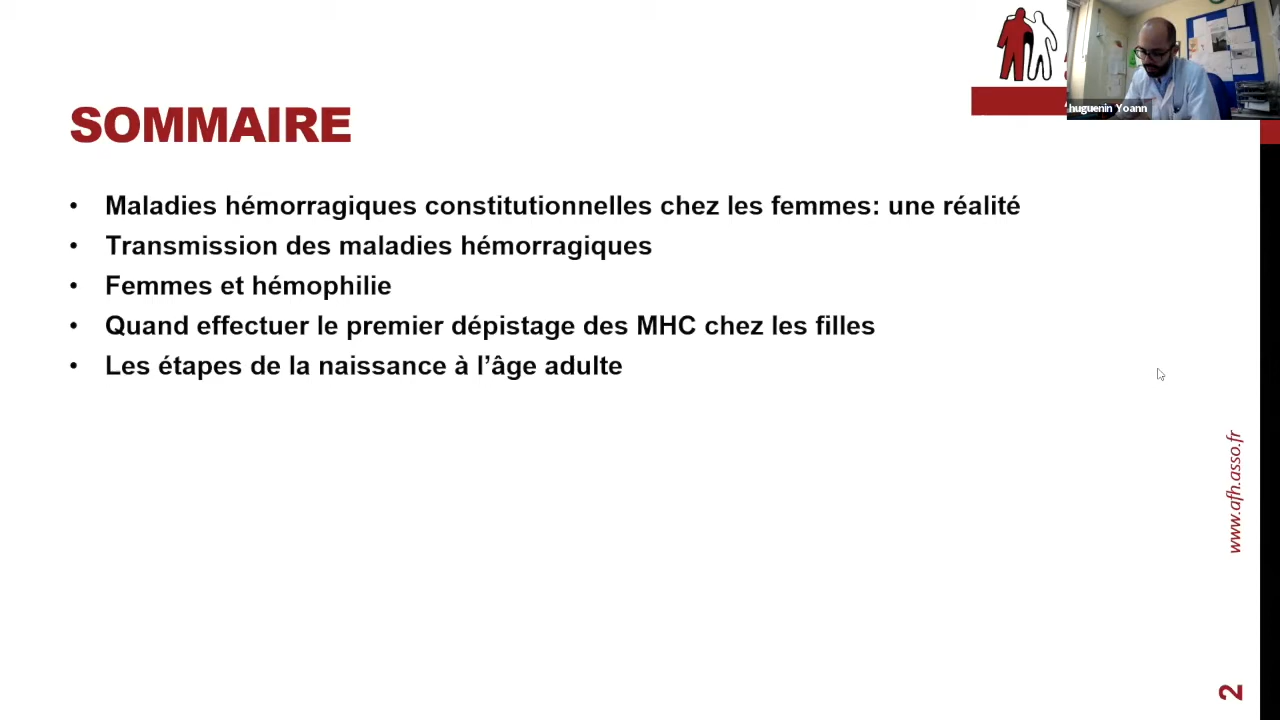 SOMMAIRE
huguenin Yoann
• Maladies hémorragiques constitutionnelles chez les femmes: une réalité
• Transmission des maladies hémorragiques
• Femmes et hémophilie
• Quand effectuer le premier dépistage des MHC chez les filles
• Les étapes de la naissance à l’âge adulte
www.afh.asso.fr
2